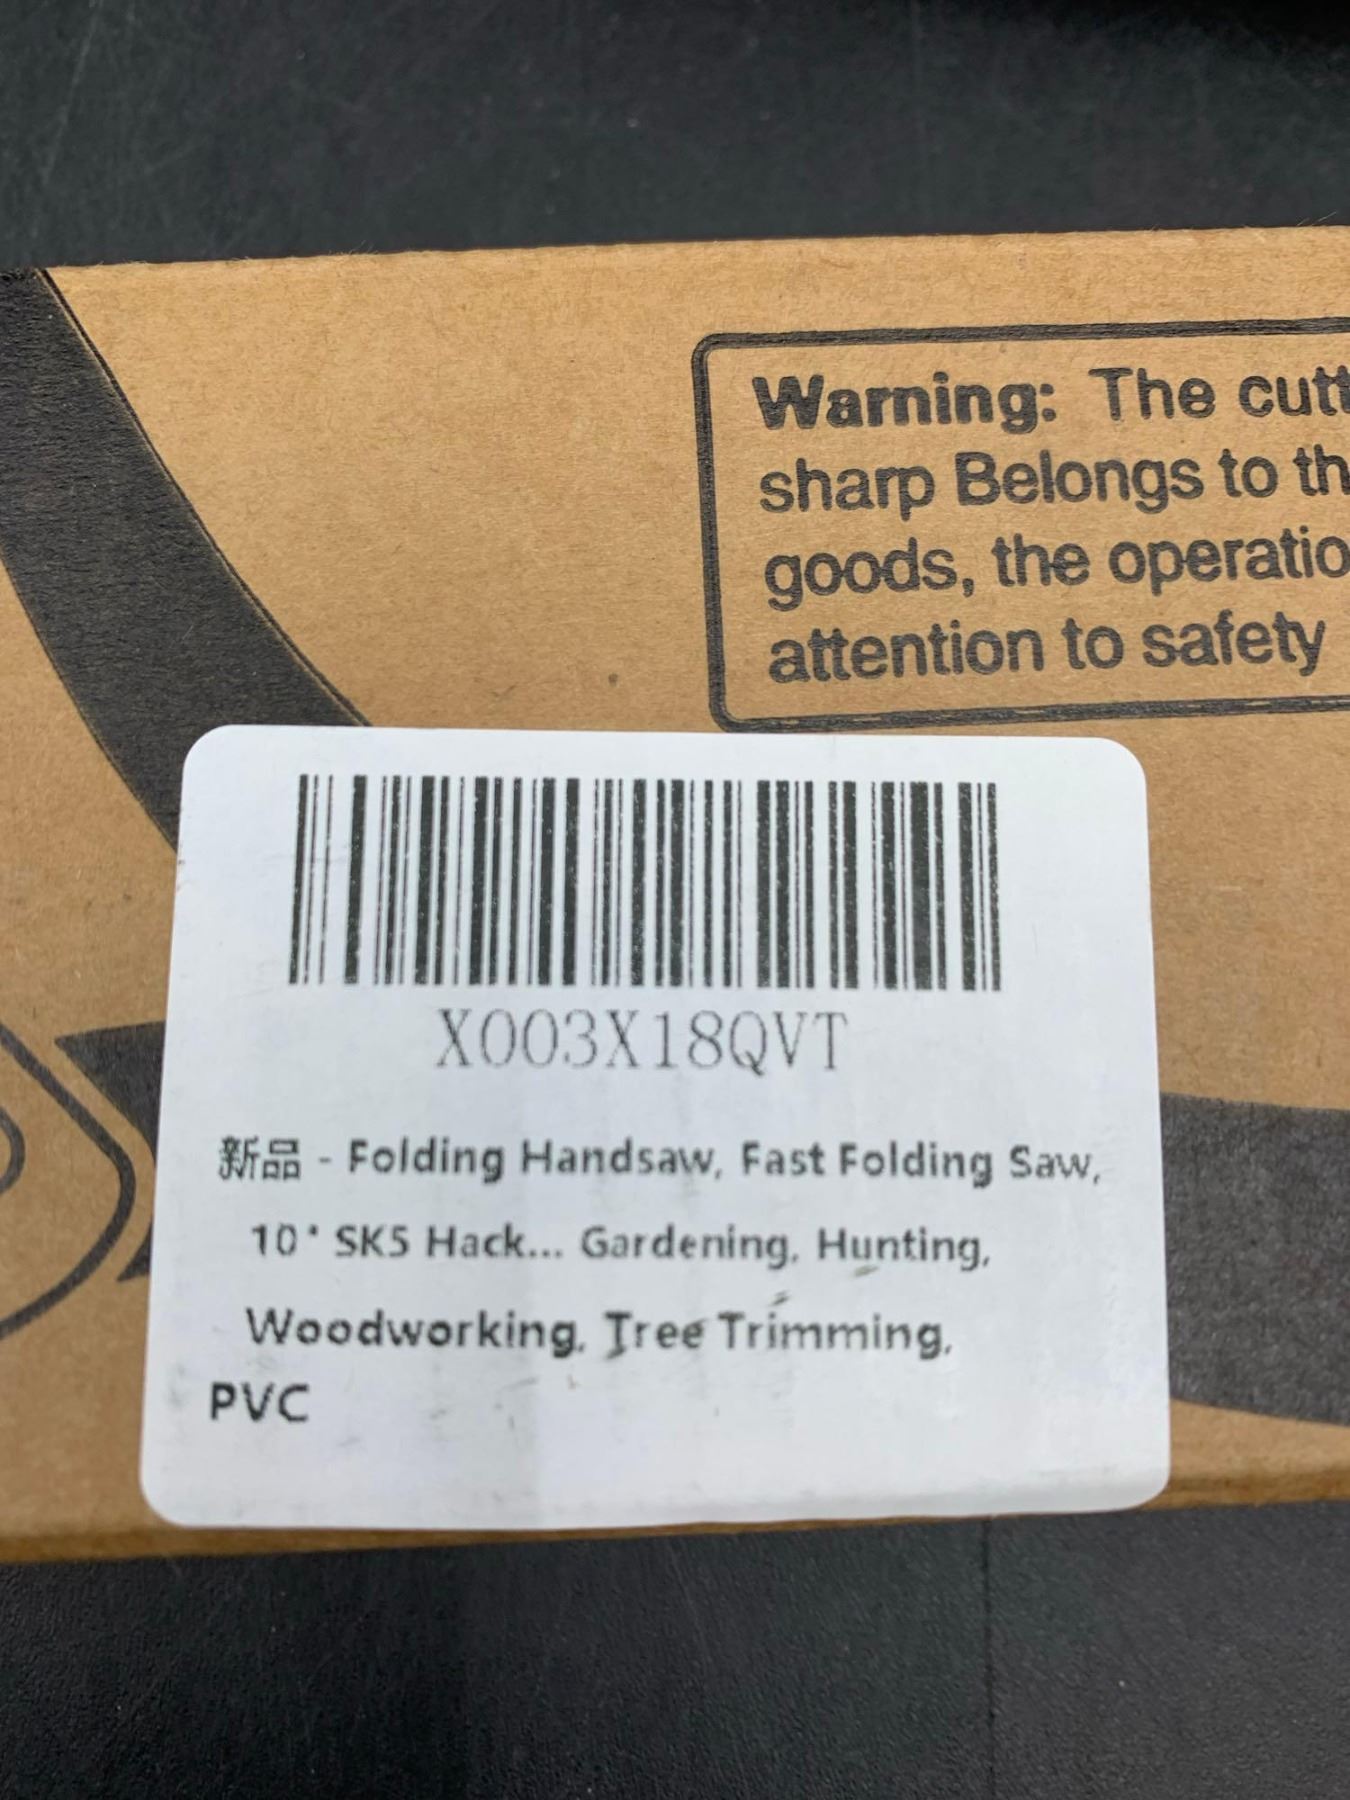 Warning: The cutt
sharp Belongs to th
goods, the operatio
attention to safety
X003X18QVT
新品 - Folding Handsaw, Fast Folding Saw,
10" SK5 Hack... Gardening, Hunting,
Woodworking, Tree Trimming,
PVC